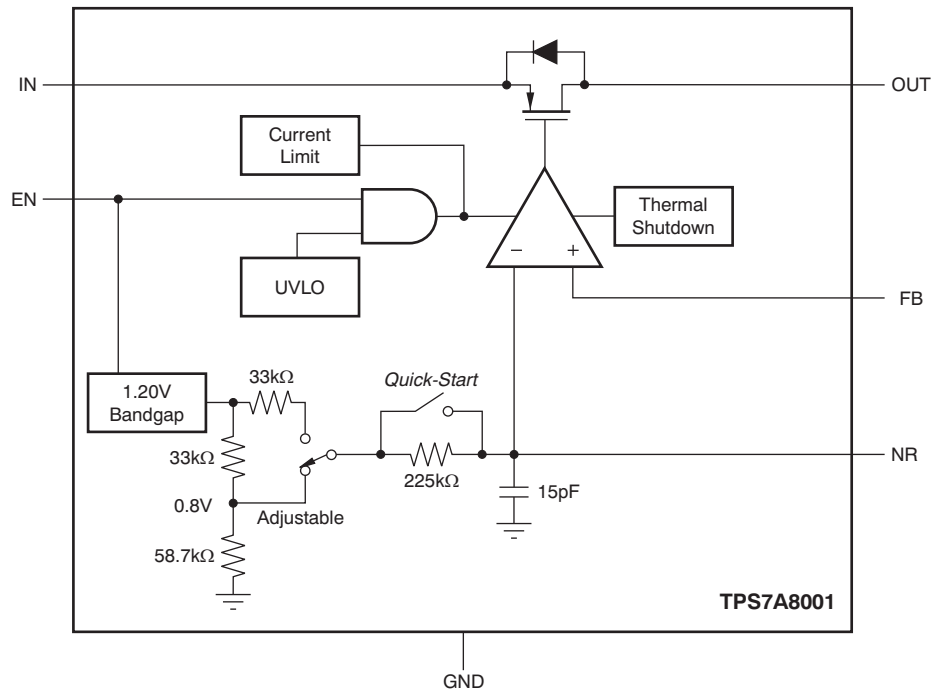 IN
OUT
Current
Limit
EN
Thermal
Shutdown
UVLO
−
+
FB
1.20V
Bandgap
33kΩ
Quick-Start
33kΩ
225kΩ
NR
15pF
0.8V
Adjustable
58.7kΩ
TPS7A8001
GND